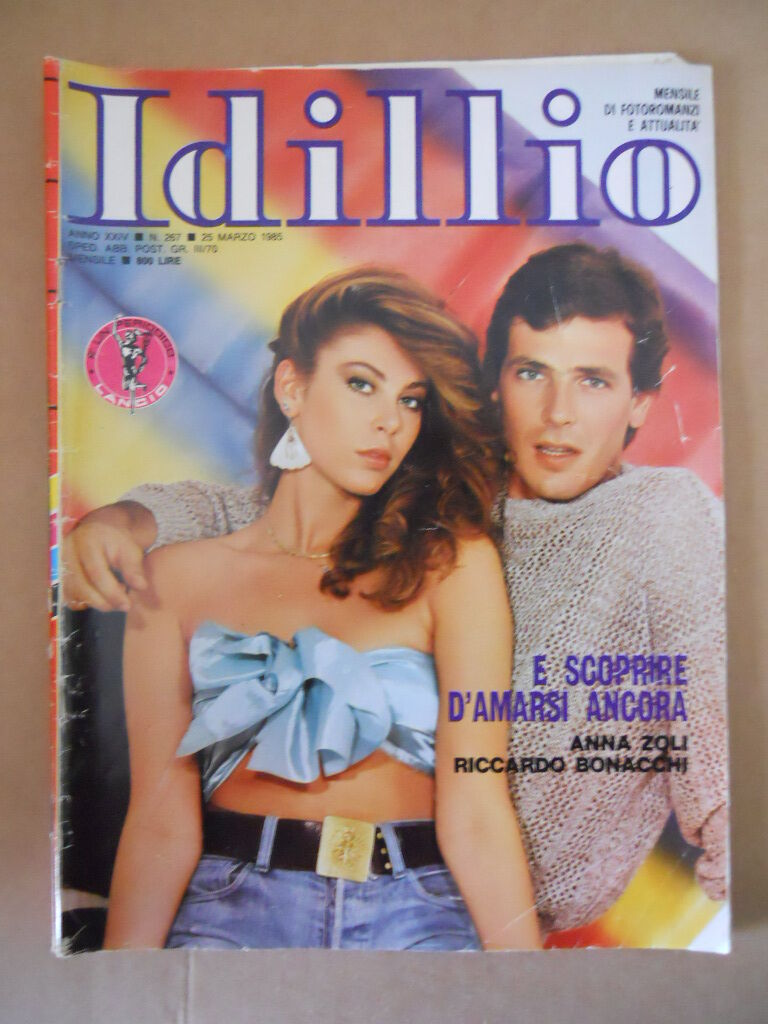 Idillio
MENSILE
DI FOTOROMANZI
E ATTUALITA'
ANNO XXIV ■ N. 267 ■ 25 MARZO 1985
SPED. ABB. POST. GR. III/70
MENSILE ■ 800 LIRE
PERIODICI
LANCIO
E SCOPRIRE
D'AMARSI ANCORA
ANNA ZOLI
RICCARDO BONACCHI